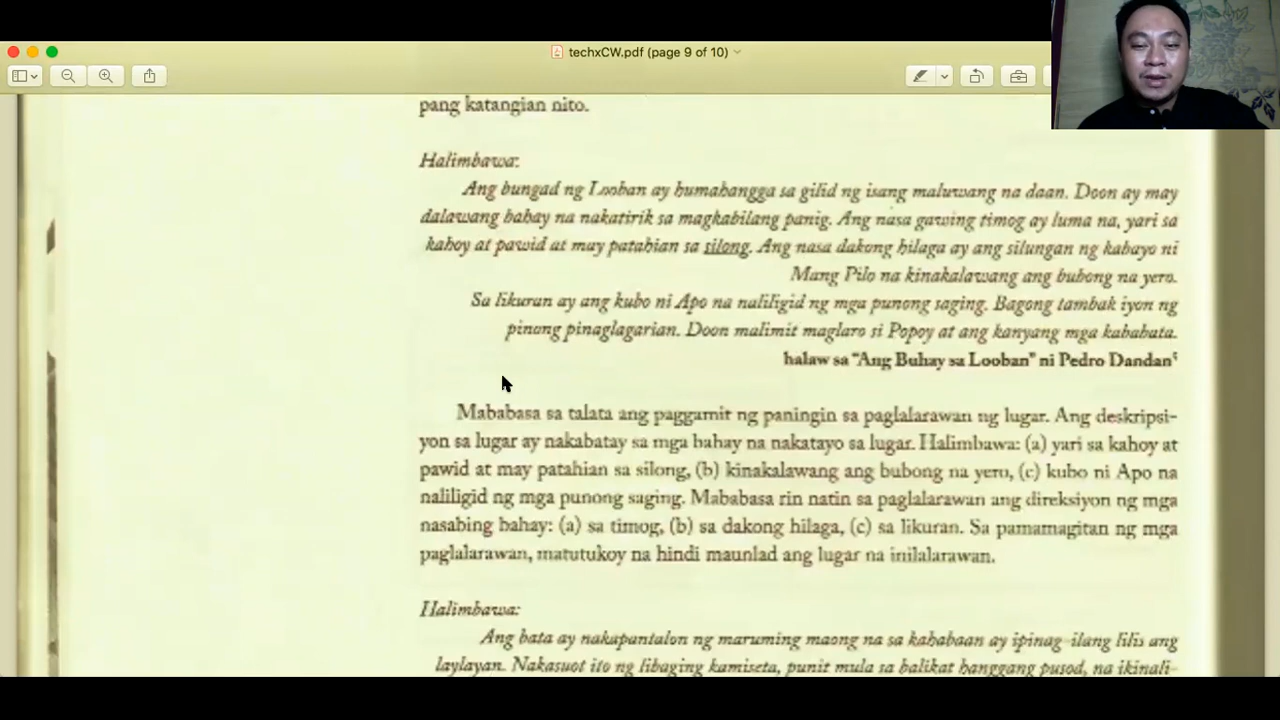 techxCW.pdf (page 9 of 10)
pang katangian nito.
Halimbawa:
Ang bungad ng Looban ay humahangga sa gilid ng isang maluwang na daan. Doon ay may
dalawang bahay na nakatirik sa magkabilang panig. Ang nasa gawing timog ay luma na, yari sa
kahoy at pawid at may patahian sa silong. Ang nasa dakong hilaga ay ang silungan ng kabayo ni
Mang Pilo na kinakalawang ang bubong na yero.
Sa likuran ay ang kubo ni Apo na naliligid ng mga punong saging. Bagong tambak iyon ng
pinong pinaglagarian. Doon malimit maglaro si Popoy at ang kanyang mga kababata.
halaw sa "Ang Buhay sa Looban" ni Pedro Dandan⁵
Mababasa sa talata ang paggamit ng paningin sa paglalarawan ng lugar. Ang deskripsi-
yon sa lugar ay nakabatay sa mga bahay na nakatayo sa lugar. Halimbawa: (a) yari sa kahoy at
pawid at may patahian sa silong, (b) kinakalawang ang bubong na yero, (c) kubo ni Apo na
naliligid ng mga punong saging. Mababasa rin natin sa paglalarawan ang direksiyon ng mga
nasabing bahay: (a) sa timog, (b) sa dakong hilaga, (c) sa likuran. Sa pamamagitan ng mga
paglalarawan, matutukoy na hindi maunlad ang lugar na inilalarawan.
Halimbawa:
Ang bata ay nakapantalon ng maruming maong na sa kahabaan ay ipinag-ilang lilis ang
laylayan. Nakasuot ito ng libaging kamiseta, punit mula sa balikat hanggang pusod, na ikinali-